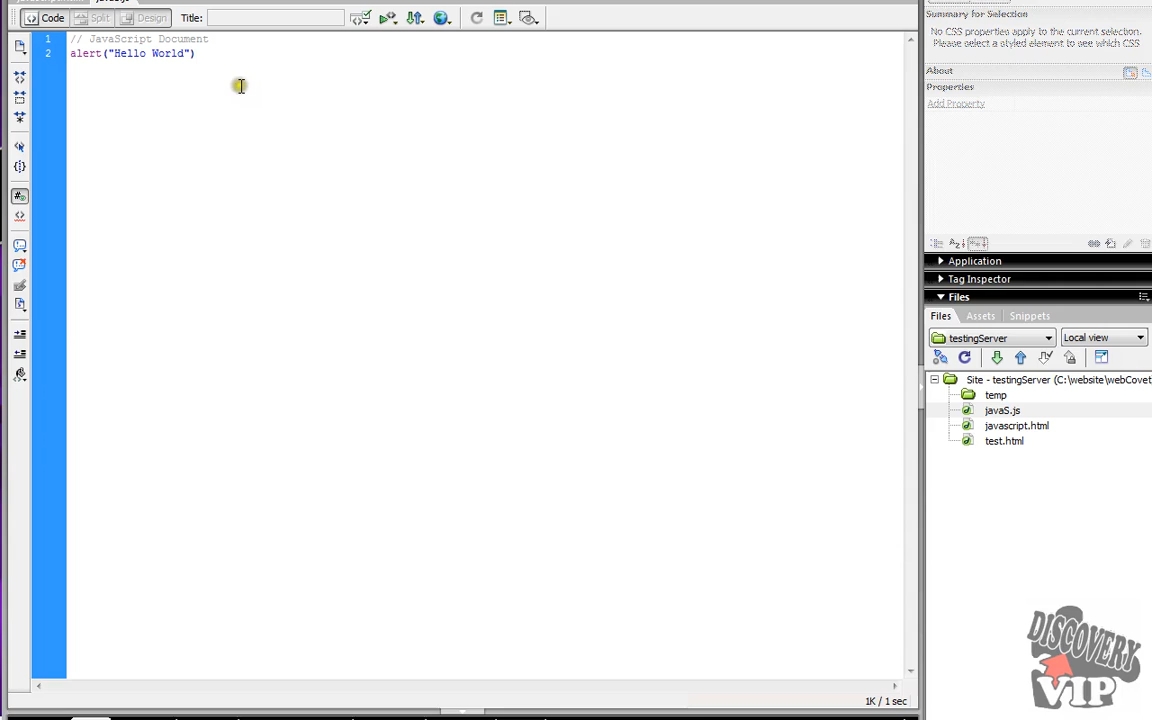 Code Split Design Title:
1 // JavaScript Document
2 alert("Hello World")
Summary for Selection
No CSS properties apply to the current selection.
Please select a styled element to see which CSS
About
Properties
Add Property
Application
Tag Inspector
Files
Files Assets Snippets
testingServer Local view
Site - testingServer (C:\website\webCovet
temp
javaS.js
javascript.html
test.html
DISCOVERY
VIP
1K / 1 sec